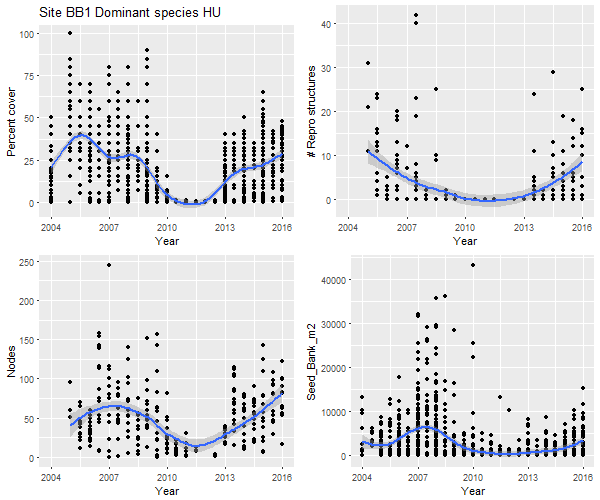 Site BB1 Dominant species HU
Percent cover
100
75
50
25
0
2004 2007 2010 2013 2016
Year
# Repro structures
40
30
20
10
0
2004 2007 2010 2013 2016
Year
Nodes
250
200
150
100
50
0
2004 2007 2010 2013 2016
Year
Seed_Bank_m2
40000
30000
20000
10000
0
2004 2007 2010 2013 2016
Year